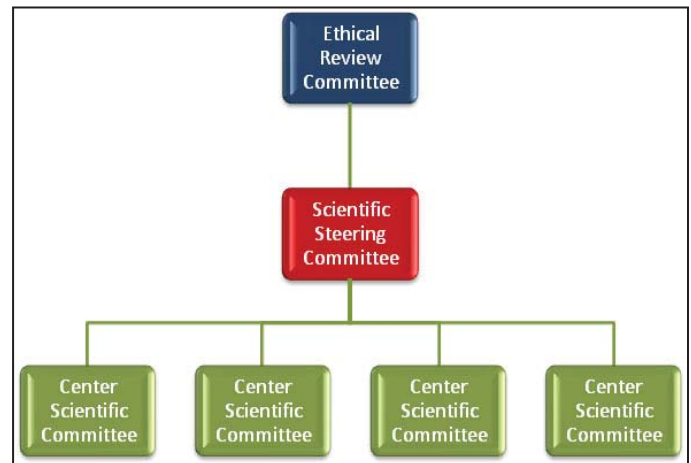 Ethical
Review
Committee
Scientific
Steering
Committee
Center
Scientific
Committee
Center
Scientific
Committee
Center
Scientific
Committee
Center
Scientific
Committee